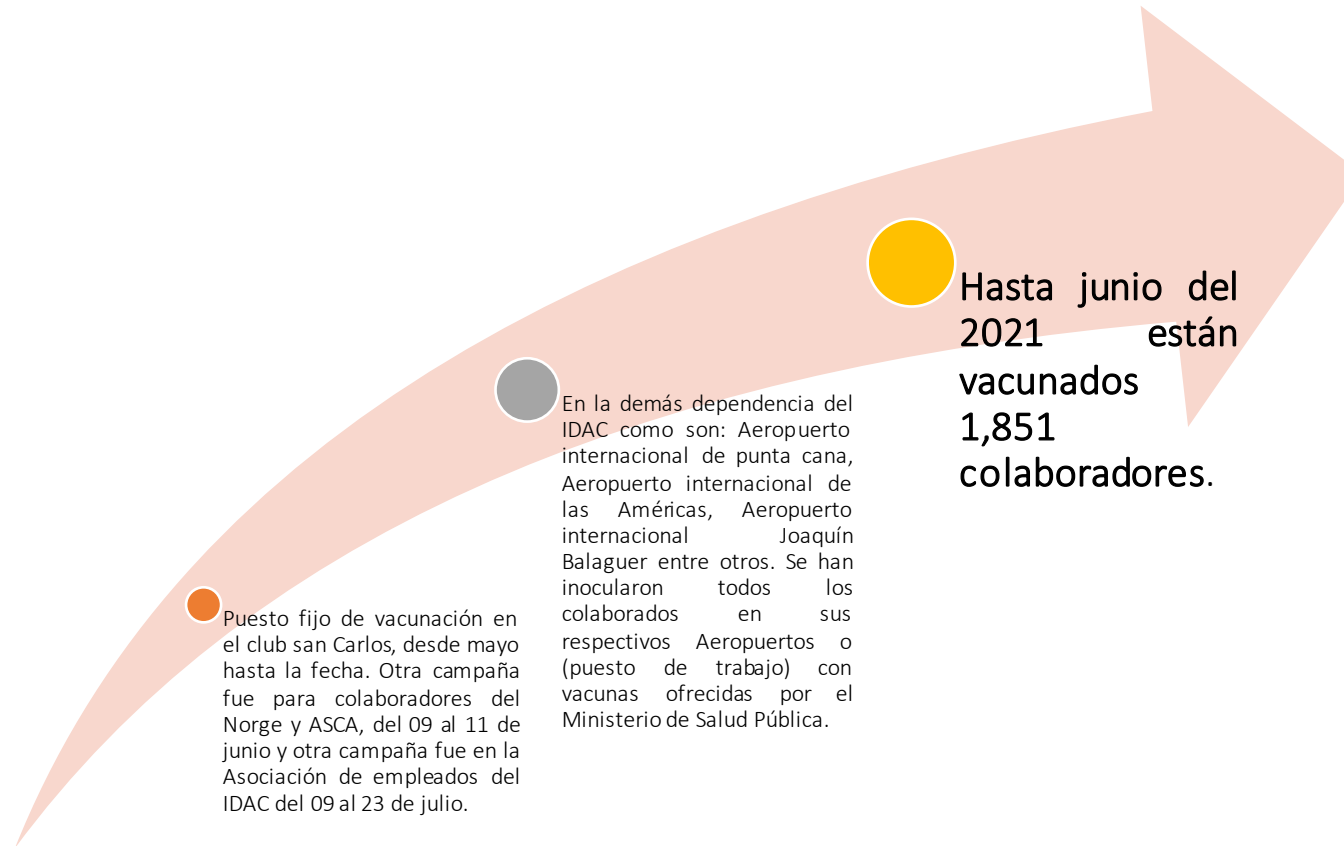 Puesto fijo de vacunación en
el club san Carlos, desde mayo
hasta la fecha. Otra campaña
fue para colaboradores del
Norge y ASCA, del 09 al 11 de
junio y otra campaña fue en la
Asociación de empleados del
IDAC del 09 al 23 de julio.
En la demás dependencia del
IDAC como son: Aeropuerto
internacional de punta cana,
Aeropuerto internacional de
las Américas, Aeropuerto
internacional Joaquín
Balaguer entre otros. Se han
inocularon todos los
colaborados en sus
respectivos Aeropuertos o
(puesto de trabajo) con
vacunas ofrecidas por el
Ministerio de Salud Pública.
Hasta junio del
2021 están
vacunados
1,851
colaboradores.